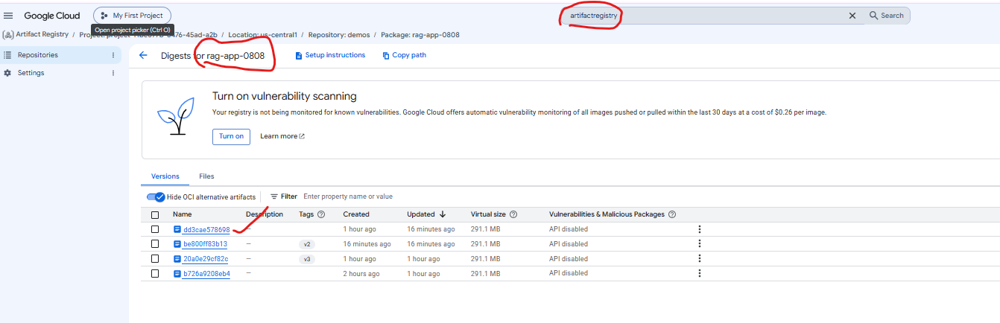 Google Cloud My First Project artifactregistry Search
Open project picker (Ctrl O)
Artifact Registry / Project: / Location: us-central1 / Repository: demos / Package: rag-app-0808
Repositories
Settings
Digests for rag-app-0808 Setup instructions Copy path
Turn on vulnerability scanning
Your registry is not being monitored for known vulnerabilities. Google Cloud offers automatic vulnerability monitoring of all images pushed or pulled within the last 30 days at a cost of $0.26 per image.
Turn on Learn more
Versions Files
Hide OCI alternative artifacts Filter Enter property name or value
Name Description Tags Created Updated Virtual size Vulnerabilities & Malicious Packages
dd3cae578698 — 1 hour ago 16 minutes ago 291.1 MB API disabled
be800ff83b13 — v2 16 minutes ago 16 minutes ago 291.1 MB API disabled
20a0e29cf82c — v3 1 hour ago 1 hour ago 291.1 MB API disabled
b726a9208eb4 — 2 hours ago 1 hour ago 291.1 MB API disabled